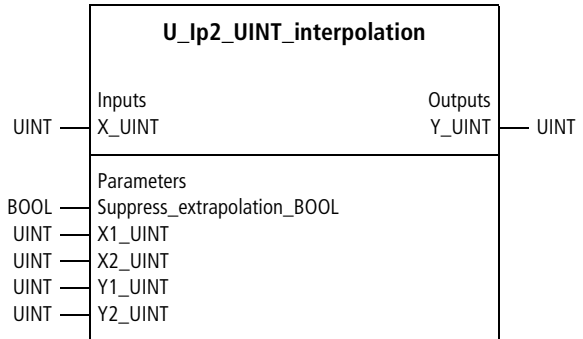 U_Ip2_UINT_interpolation
Inputs Outputs
UINT X_UINT Y_UINT UINT
Parameters
BOOL Suppress_extrapolation_BOOL
UINT X1_UINT
UINT X2_UINT
UINT Y1_UINT
UINT Y2_UINT